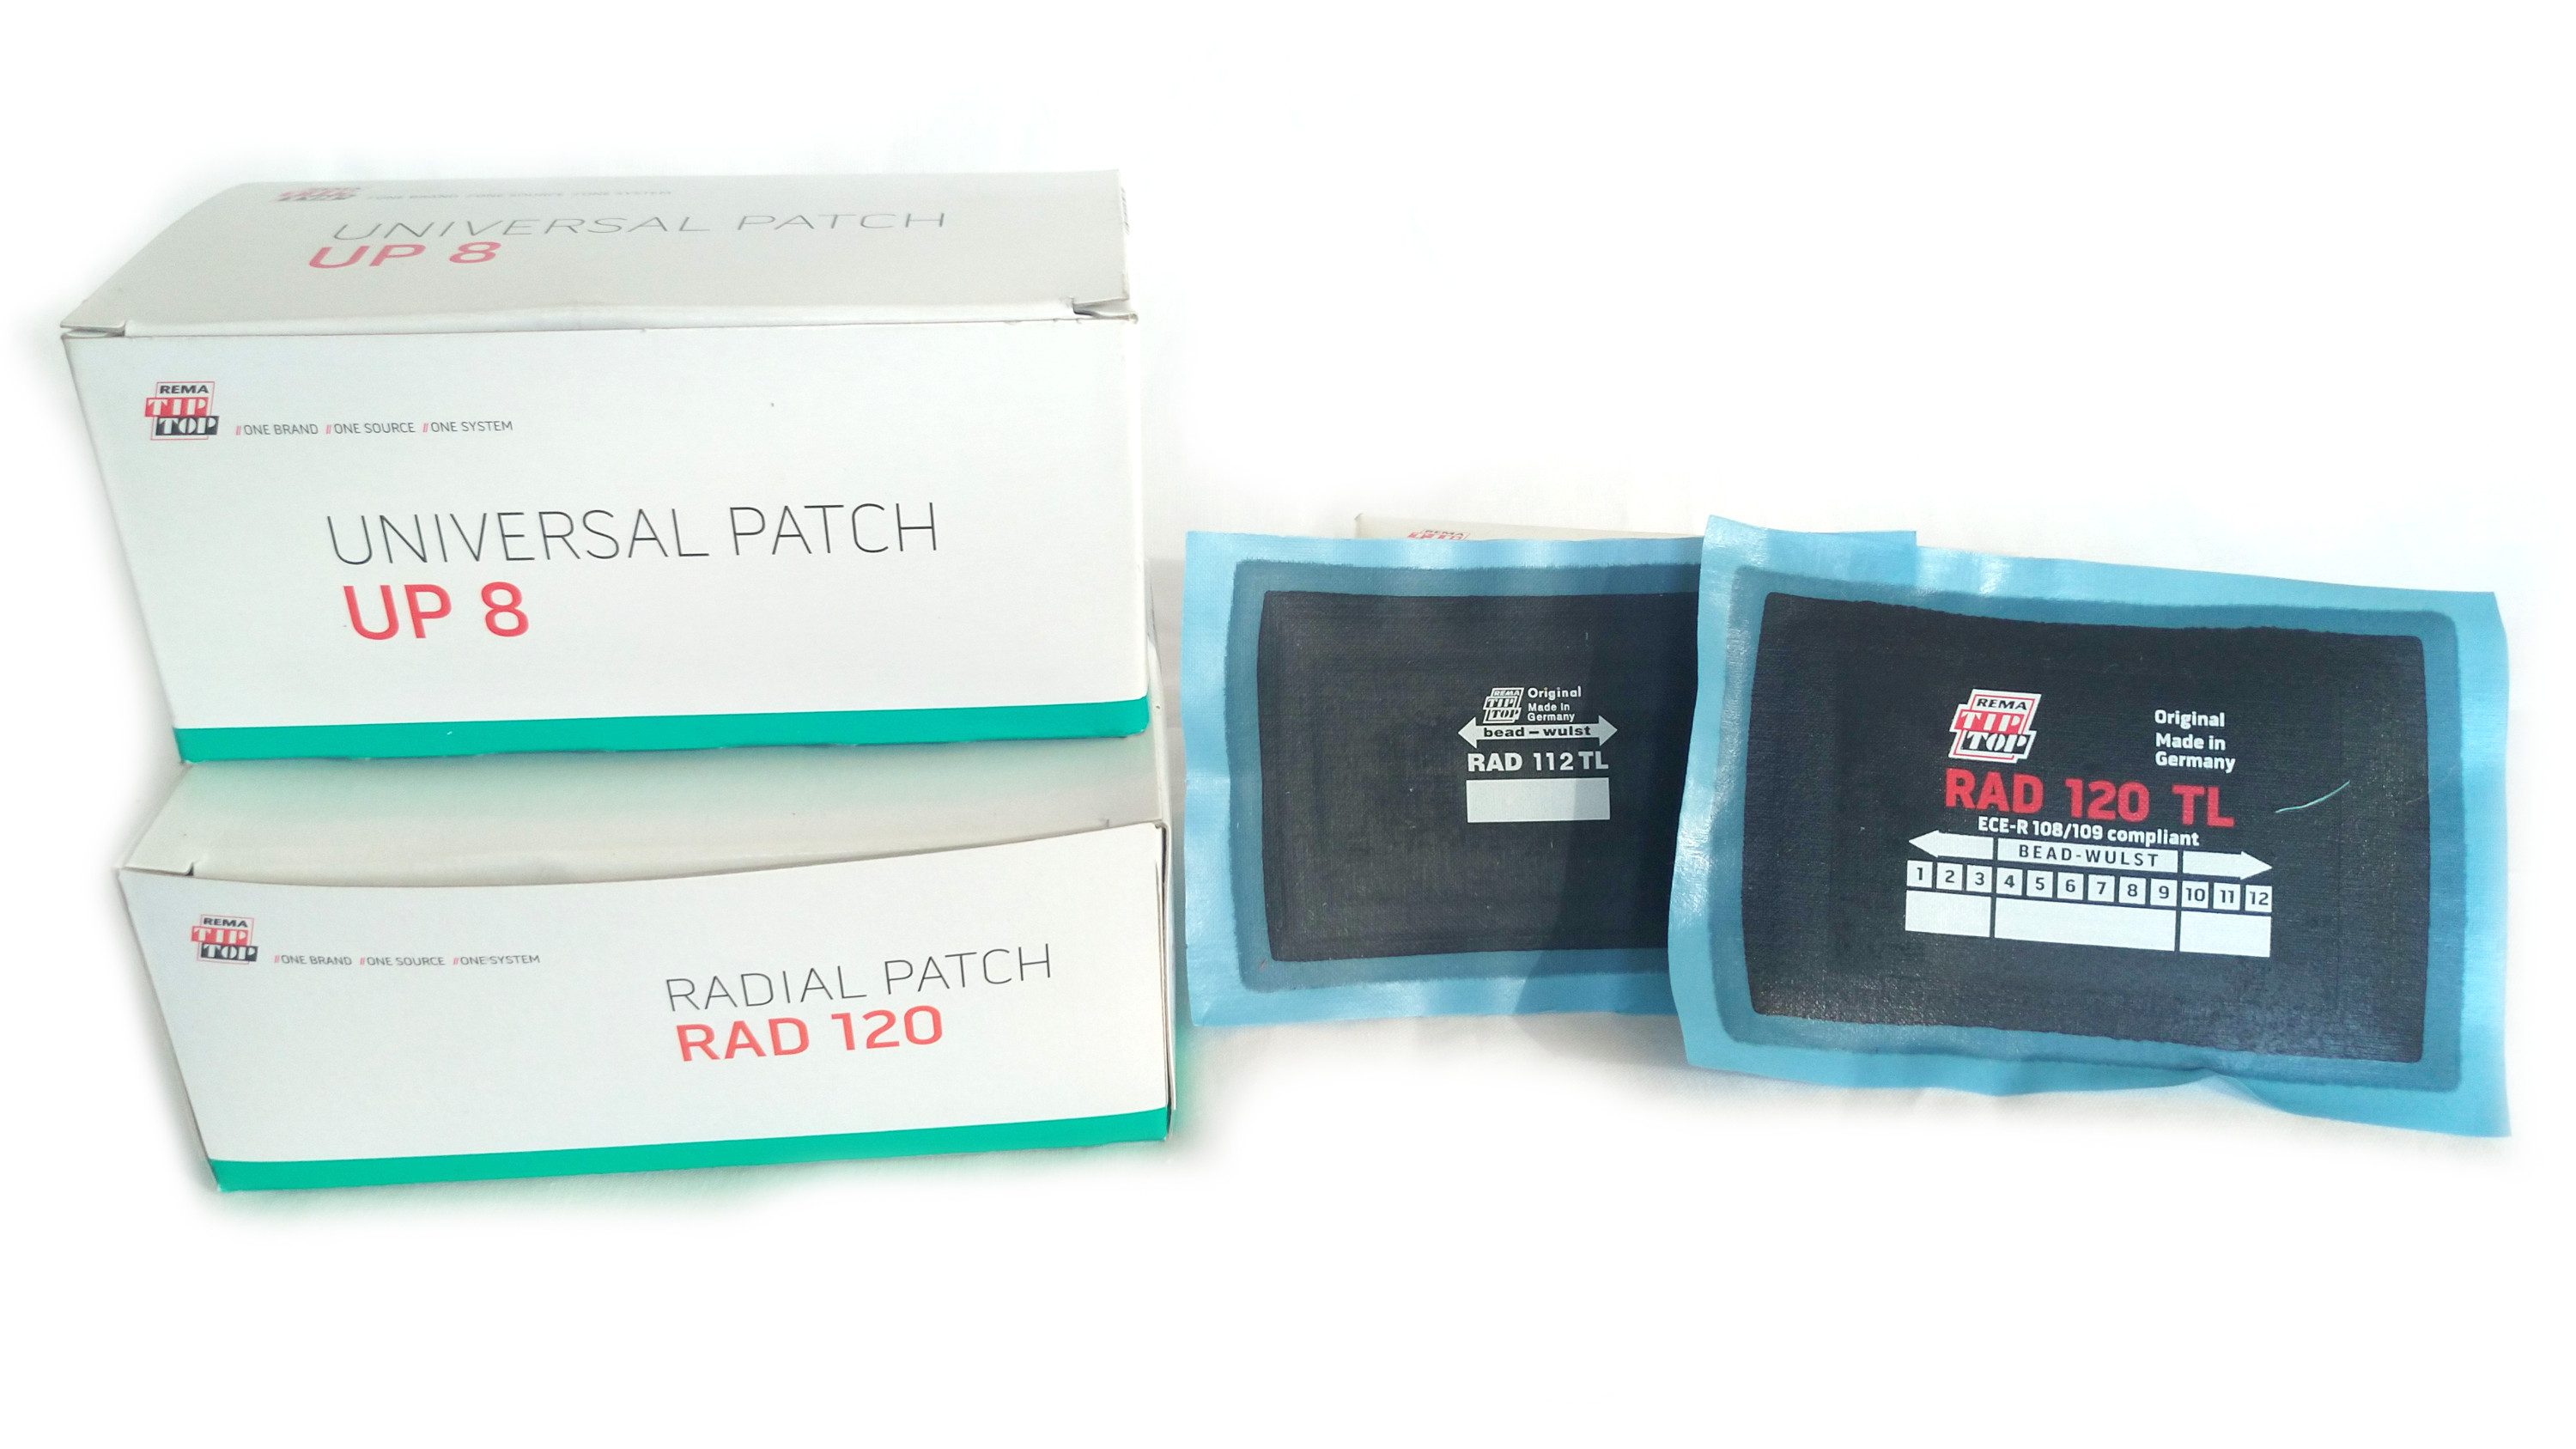 UNIVERSAL PATCH
UP 8
REMA
TIP
TOP
//ONE BRAND //ONE SOURCE //ONE SYSTEM
UNIVERSAL PATCH
UP 8
REMA
TIP
TOP
//ONE BRAND //ONE SOURCE //ONE SYSTEM
RADIAL PATCH
RAD 120
REMA
TIP
TOP
Original
Made in
Germany
bead–wulst
RAD 112 TL
REMA
TIP
TOP
Original
Made in
Germany
RAD 120 TL
ECE-R 108/109 compliant
BEAD-WULST
1 2 3 4 5 6 7 8 9 10 11 12